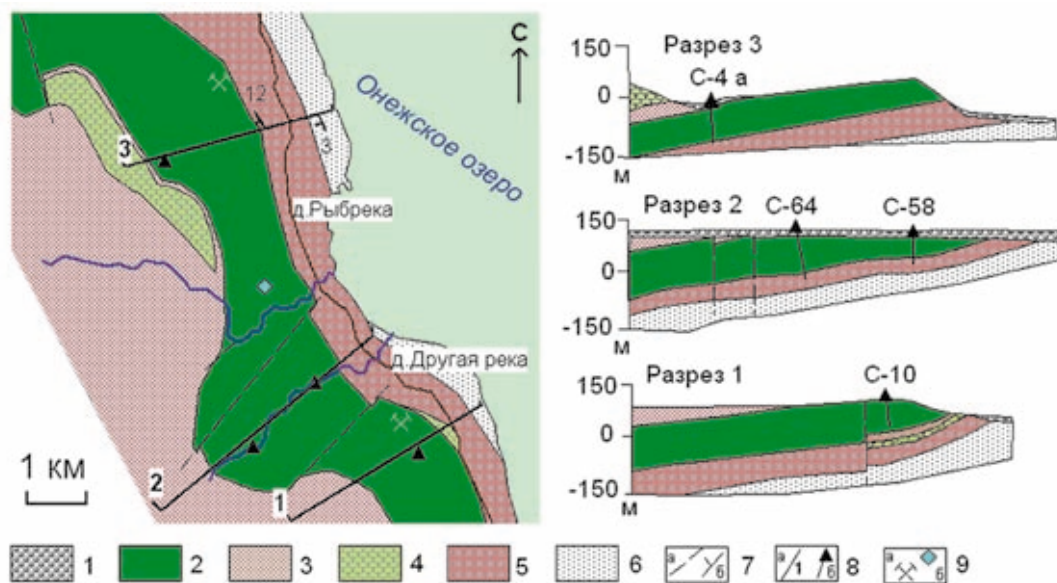 С
12
3
3
Онежское озеро
д.Рыбрека
д.Другая река
1 км
2
1
Разрез 3
150
С-4 а
0
-150
м
Разрез 2
С-64
С-58
150
0
-150
м
Разрез 1
150
С-10
0
-150
м
1
2
3
4
5
6
а б 7
а 1 б 8
а б 9